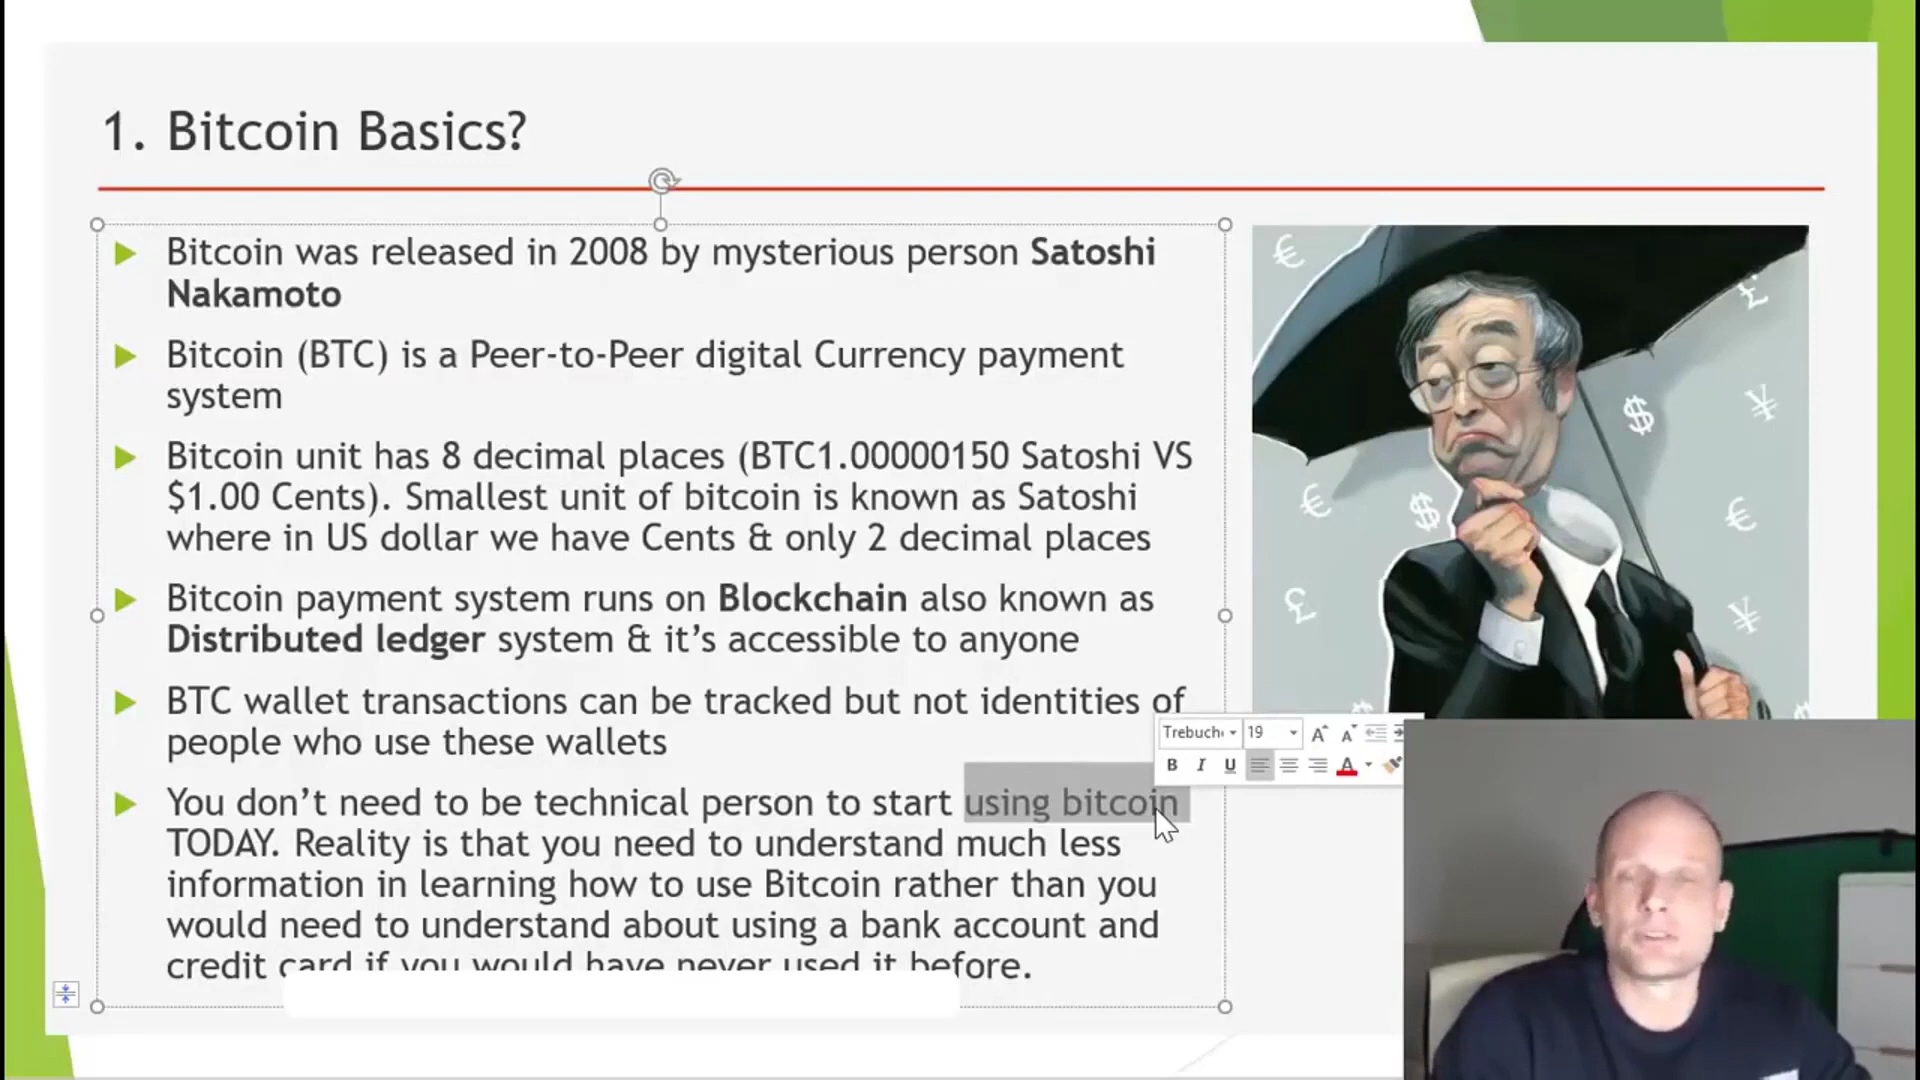 1. Bitcoin Basics?
Bitcoin was released in 2008 by mysterious person Satoshi
Nakamoto
Bitcoin (BTC) is a Peer-to-Peer digital Currency payment
system
Bitcoin unit has 8 decimal places (BTC1.00000150 Satoshi VS
$1.00 Cents). Smallest unit of bitcoin is known as Satoshi
where in US dollar we have Cents & only 2 decimal places
Bitcoin payment system runs on Blockchain also known as
Distributed ledger system & it’s accessible to anyone
BTC wallet transactions can be tracked but not identities of
people who use these wallets
You don’t need to be technical person to start using bitcoin
TODAY. Reality is that you need to understand much less
information in learning how to use Bitcoin rather than you
would need to understand about using a bank account and
credit card if you would have never used it before.
€ £ $ ¥ € $ € £ ¥
Trebuch 19 A A
B I U A